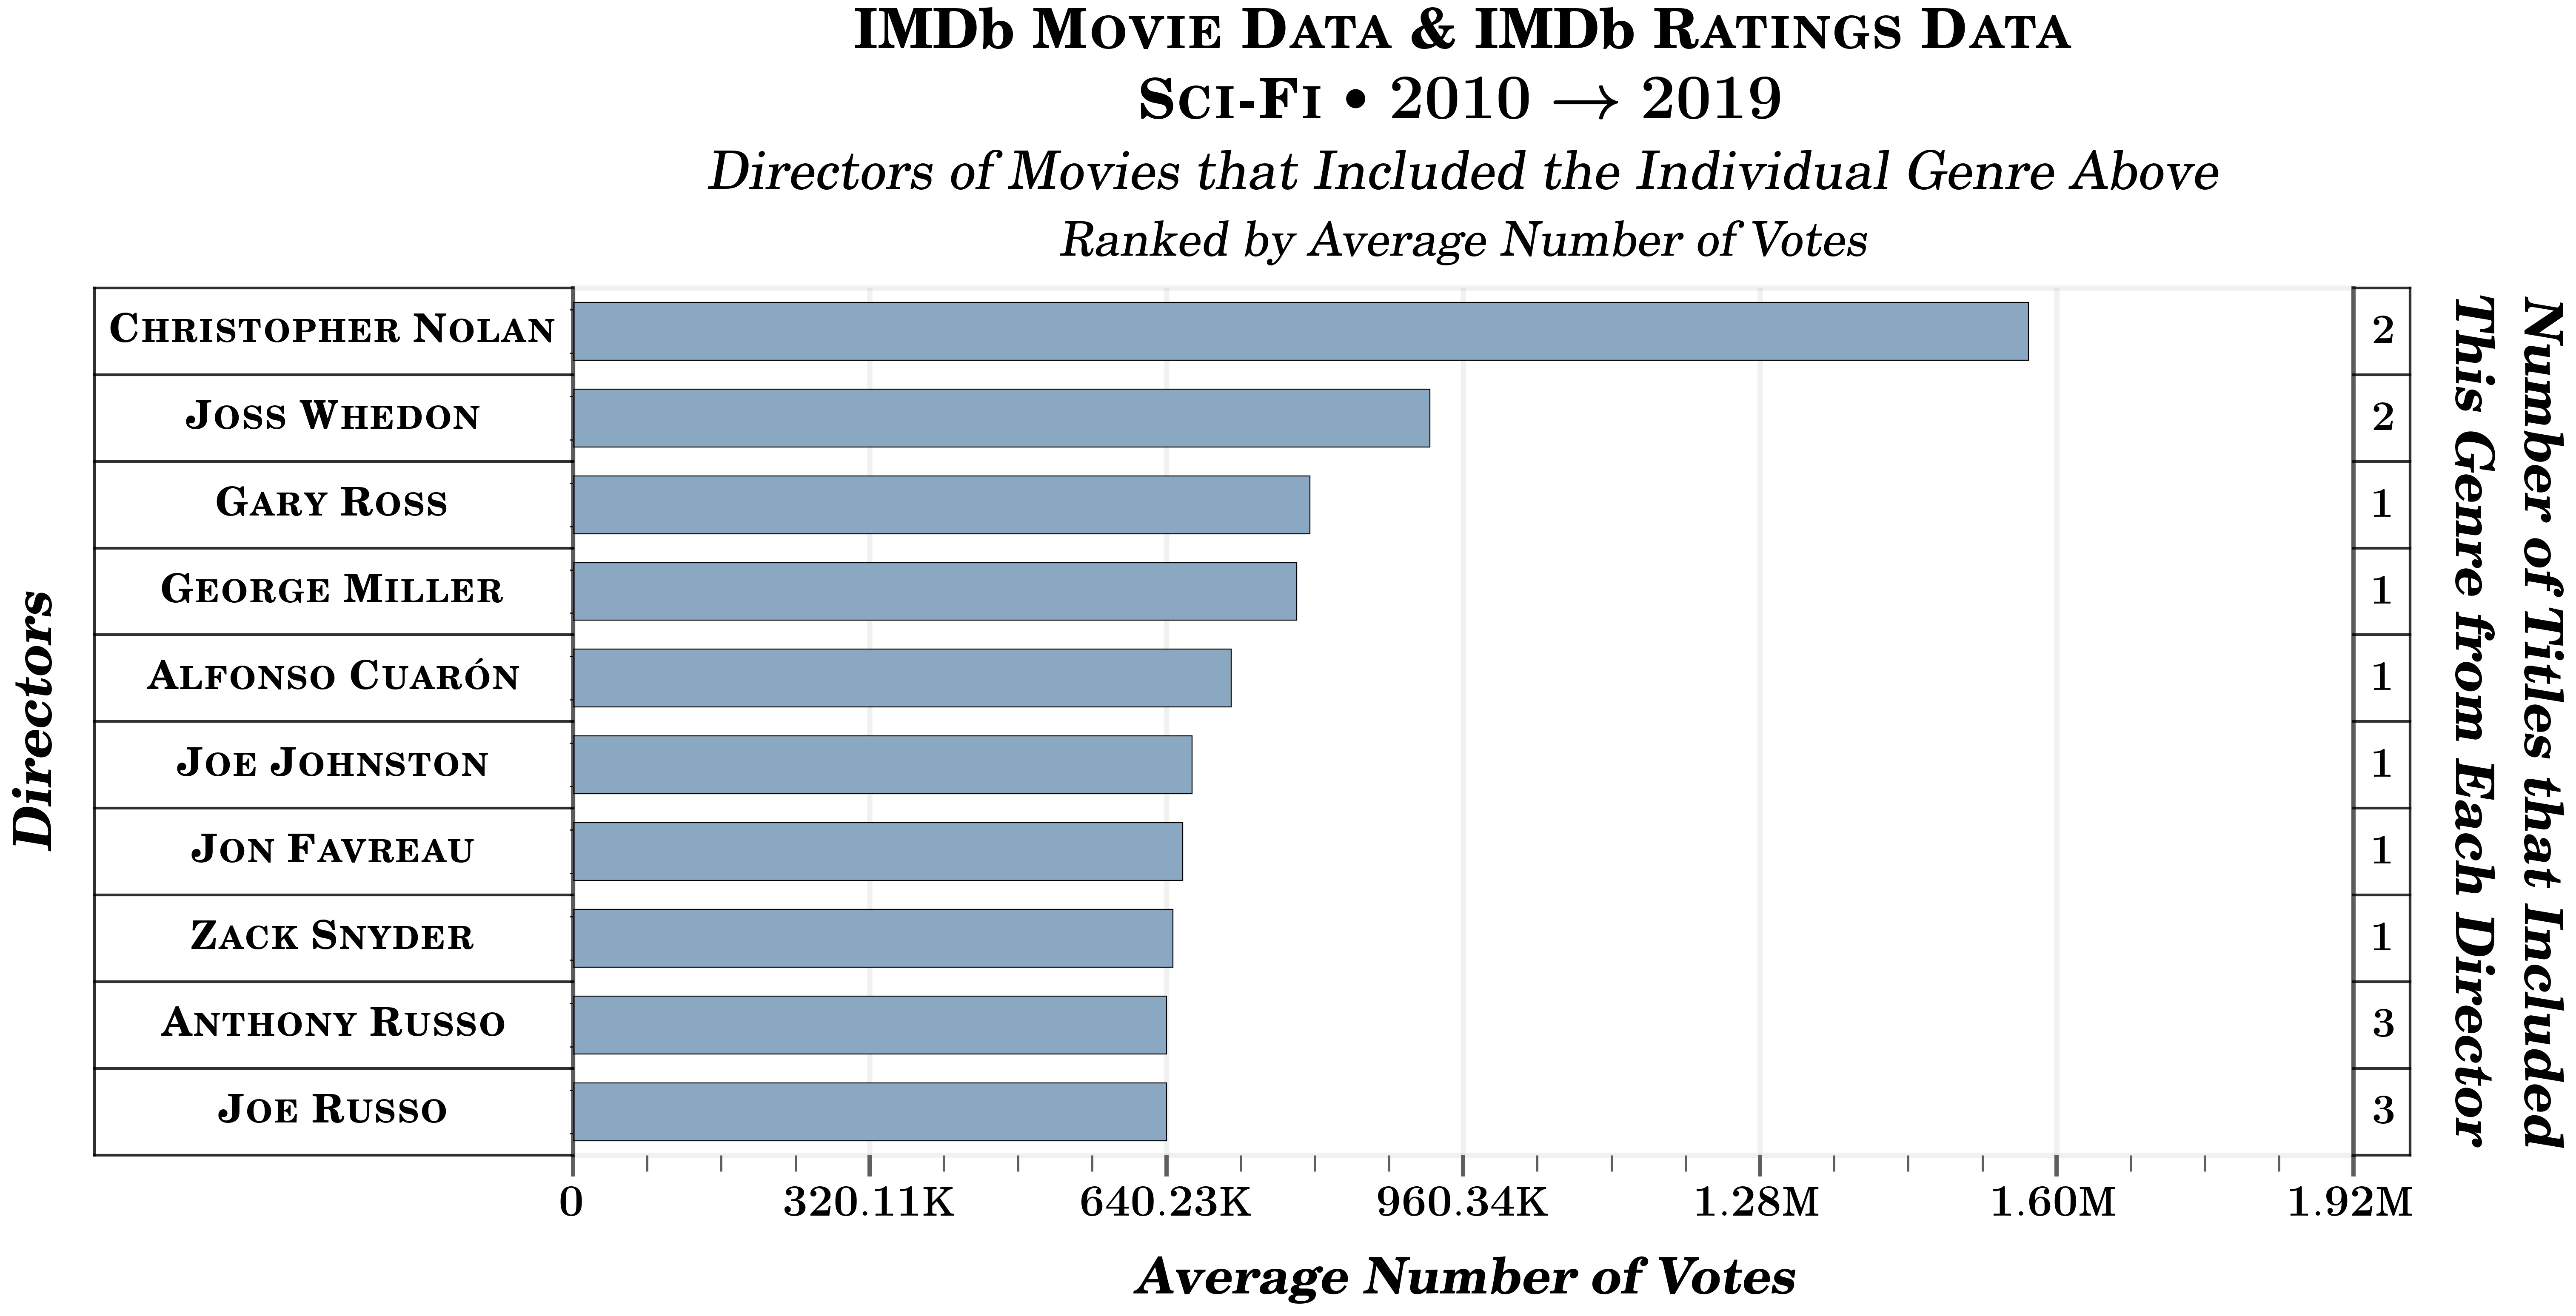 IMDb Movie Data & IMDb Ratings Data
Sci-Fi • 2010 → 2019
Directors of Movies that Included the Individual Genre Above
Ranked by Average Number of Votes
Directors
Christopher Nolan 2
Joss Whedon 2
Gary Ross 1
George Miller 1
Alfonso Cuarón 1
Joe Johnston 1
Jon Favreau 1
Zack Snyder 1
Anthony Russo 3
Joe Russo 3
Number of Titles that Included
This Genre from Each Director
0 320.11K 640.23K 960.34K 1.28M 1.60M 1.92M
Average Number of Votes